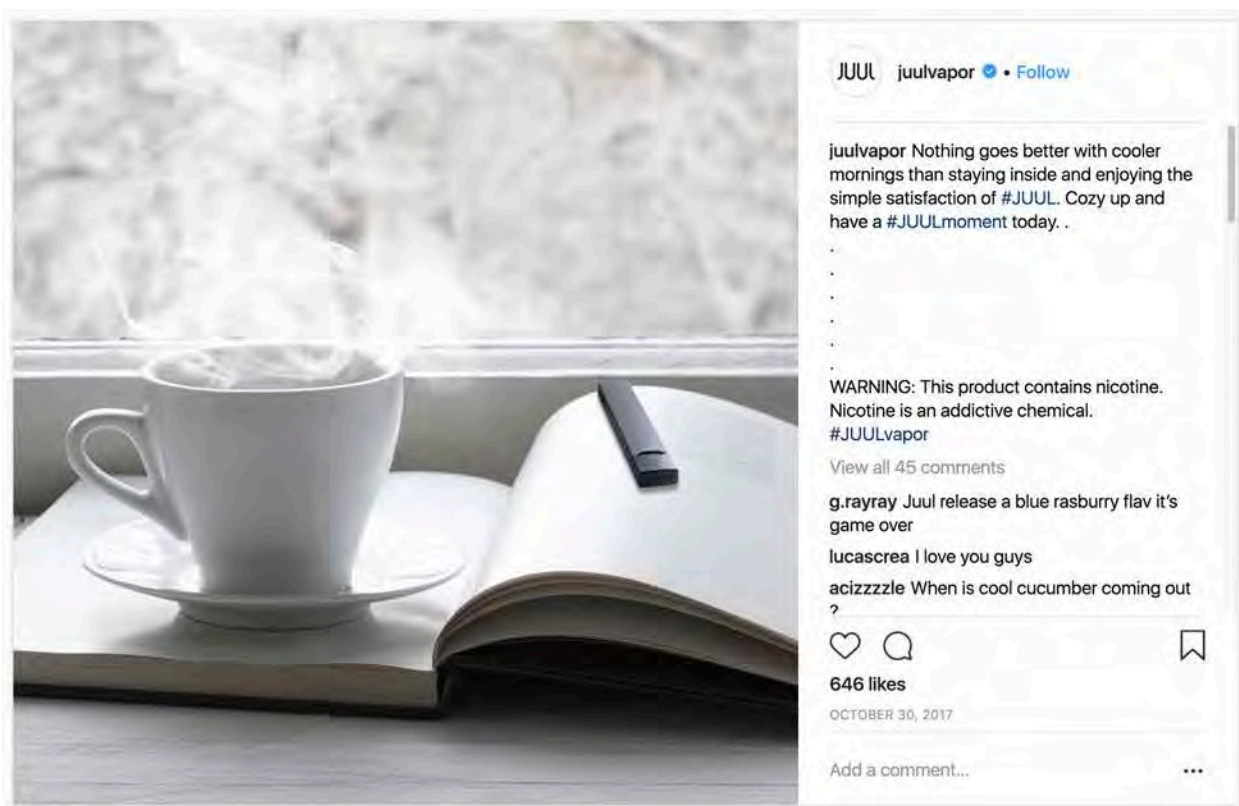 JUUL juulvapor • Follow
juulvapor Nothing goes better with cooler
mornings than staying inside and enjoying the
simple satisfaction of #JUUL. Cozy up and
have a #JUULmoment today. .
.
.
.
.
.
.
WARNING: This product contains nicotine.
Nicotine is an addictive chemical.
#JUULvapor
View all 45 comments
g.rayray Juul release a blue rasburry flav it's
game over
lucascrea I love you guys
acizzzzle When is cool cucumber coming out
?
646 likes
OCTOBER 30, 2017
Add a comment...